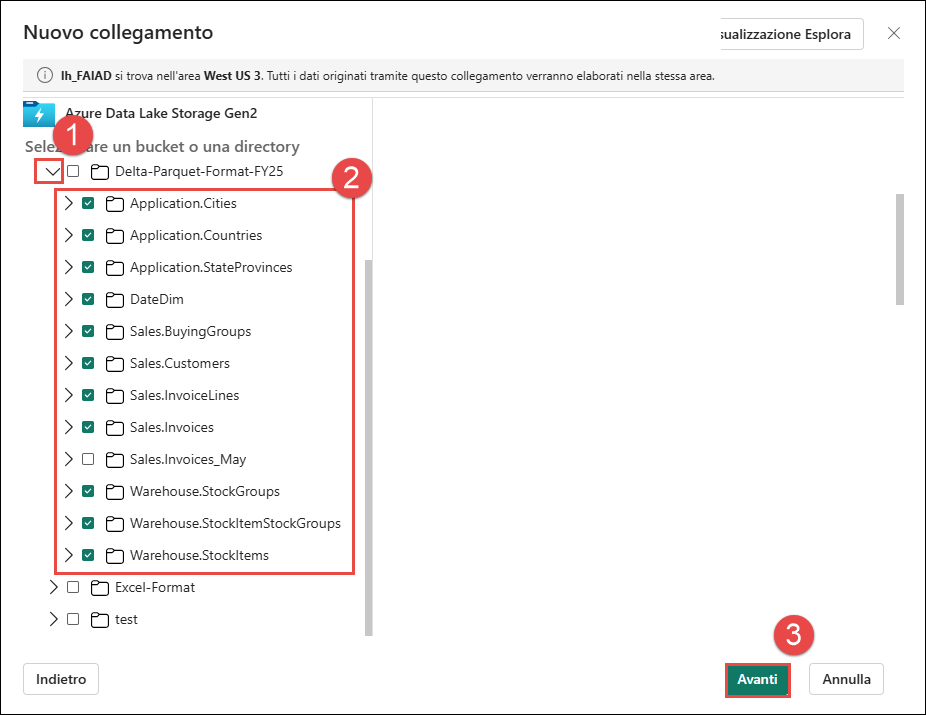 Nuovo collegamento
sualizzazione Esplora
lh_FAIAD si trova nell'area West US 3. Tutti i dati originati tramite questo collegamento verranno elaborati nella stessa area.
Azure Data Lake Storage Gen2
1
Selezionare un bucket o una directory
Delta-Parquet-Format-FY25
2
Application.Cities
Application.Countries
Application.StateProvinces
DateDim
Sales.BuyingGroups
Sales.Customers
Sales.InvoiceLines
Sales.Invoices
Sales.Invoices_May
Warehouse.StockGroups
Warehouse.StockItemStockGroups
Warehouse.StockItems
Excel-Format
test
3
Indietro
Avanti
Annulla